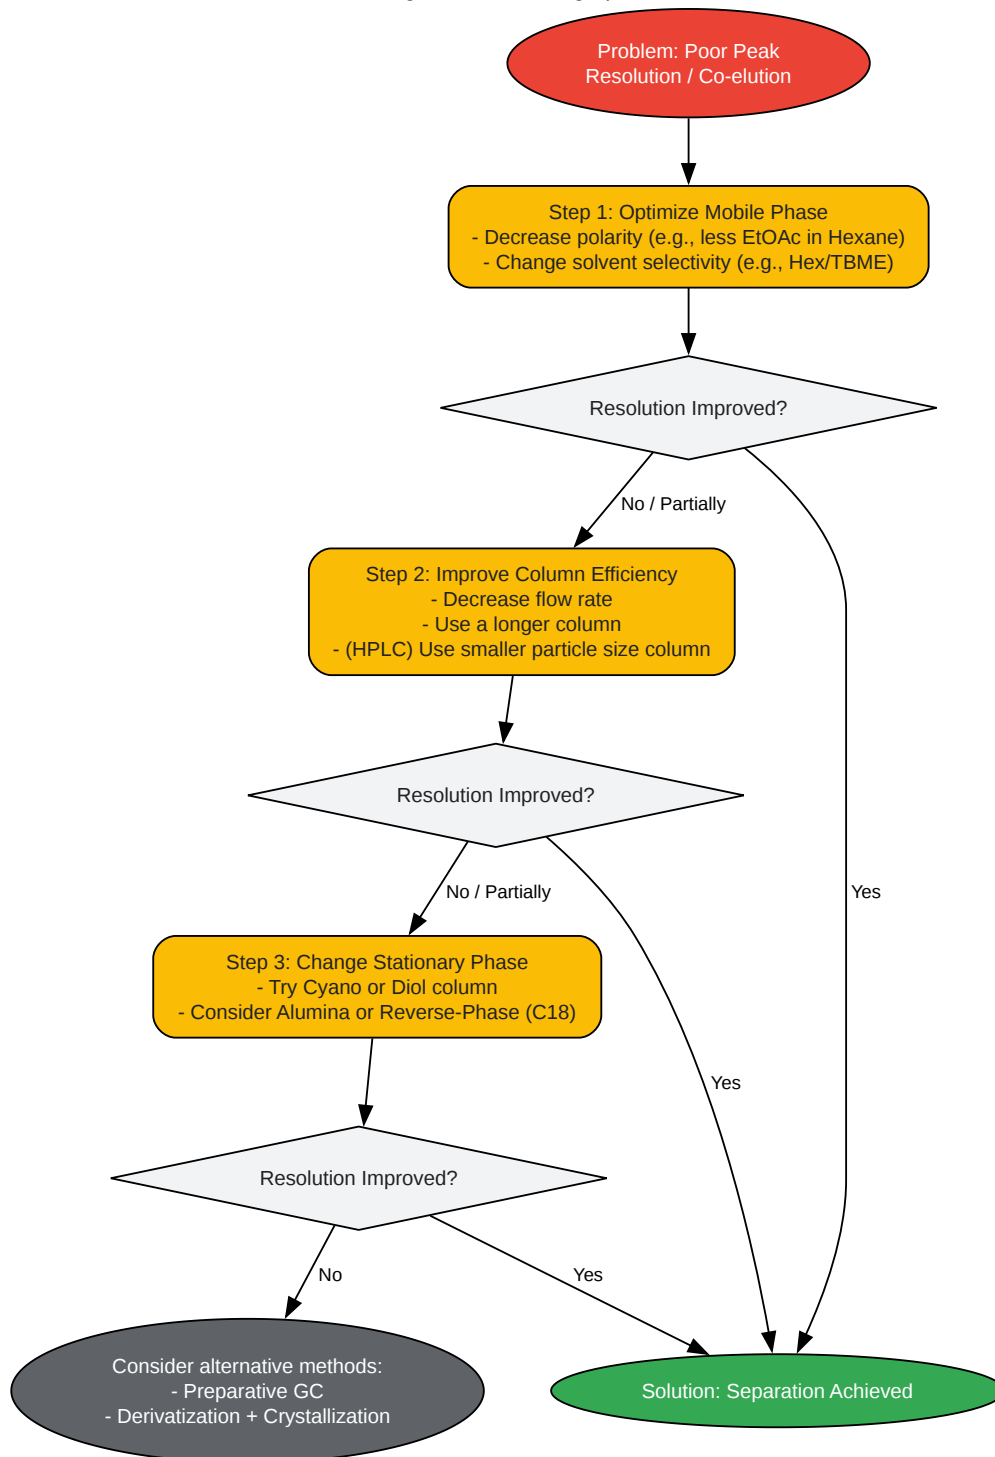 Problem: Poor Peak
Resolution / Co-elution
Step 1: Optimize Mobile Phase
- Decrease polarity (e.g., less EtOAc in Hexane)
- Change solvent selectivity (e.g., Hex/TBME)
Resolution Improved?
No / Partially
Step 2: Improve Column Efficiency
- Decrease flow rate
- Use a longer column
- (HPLC) Use smaller particle size column
Resolution Improved?
No / Partially
Yes
Step 3: Change Stationary Phase
- Try Cyano or Diol column
- Consider Alumina or Reverse-Phase (C18)
Yes
Resolution Improved?
No
Yes
Consider alternative methods:
- Preparative GC
- Derivatization + Crystallization
Solution: Separation Achieved